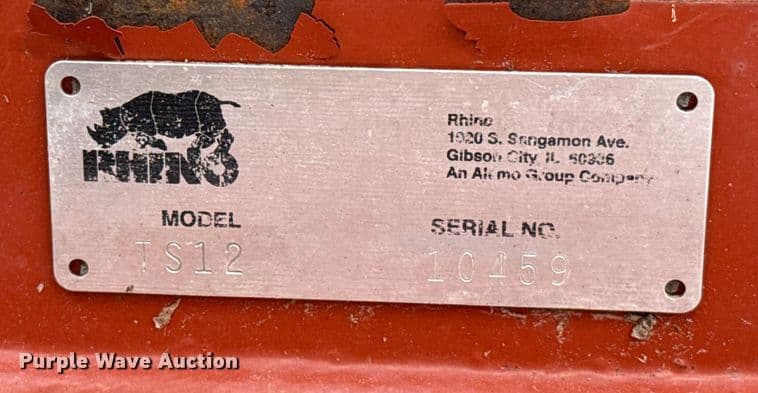 RHINO
Rhino
1020 S. Sangamon Ave.
Gibson City, IL 60936
An Alamo Group Company
MODEL
TS12
SERIAL NO.
10459
Purple Wave Auction